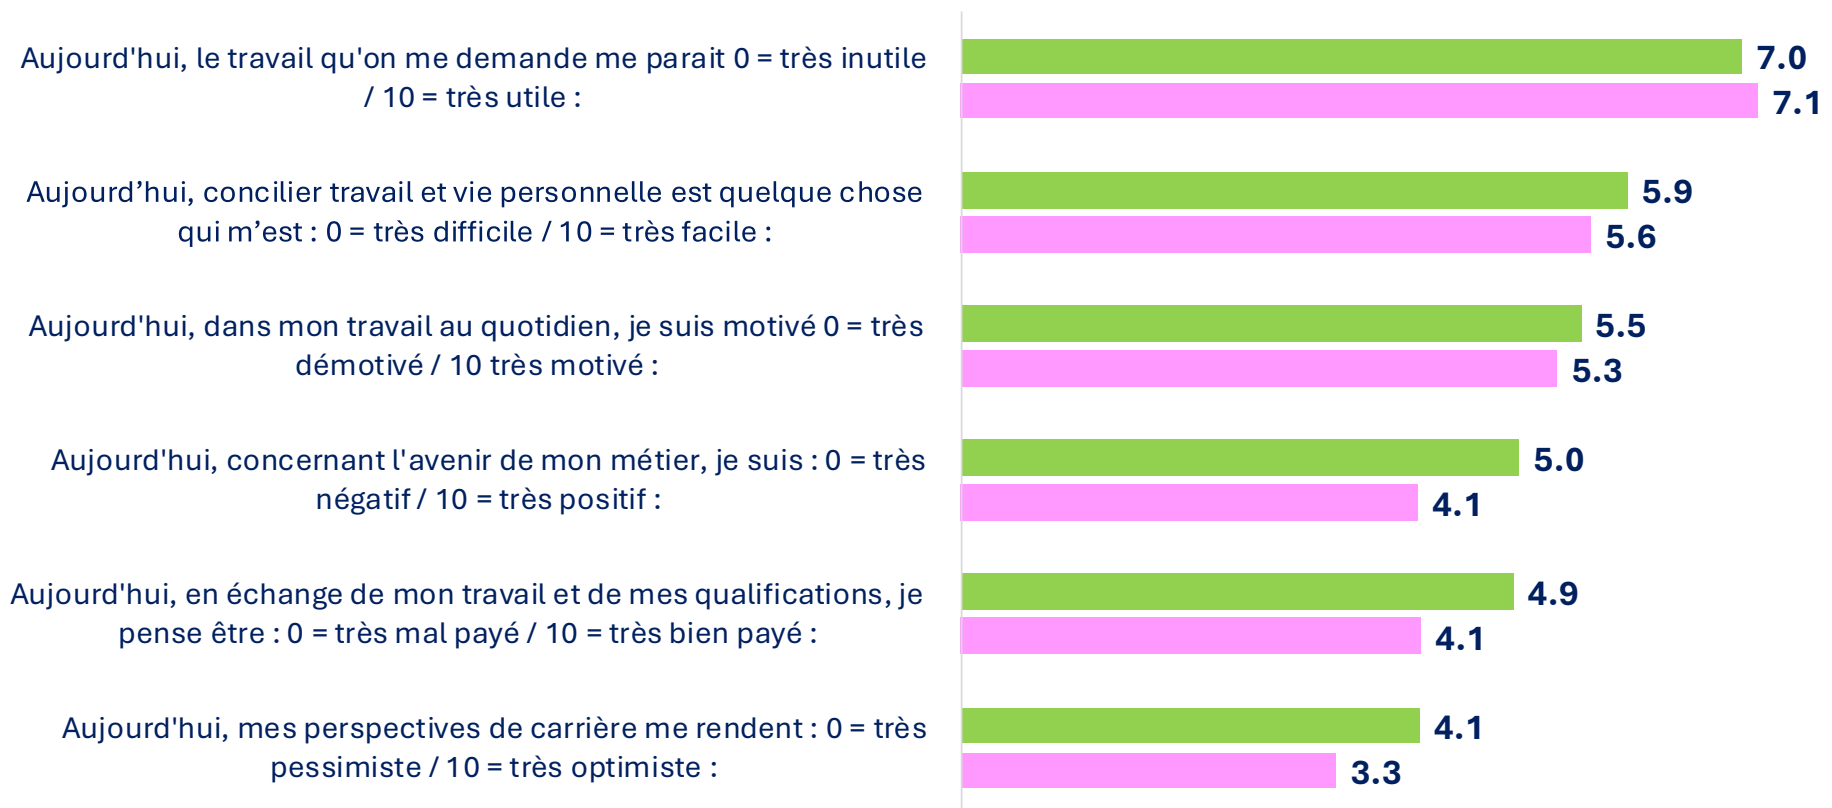 Aujourd'hui, le travail qu'on me demande me parait 0 = très inutile
/ 10 = très utile :
7.0
7.1
Aujourd’hui, concilier travail et vie personnelle est quelque chose
qui m’est : 0 = très difficile / 10 = très facile :
5.9
5.6
Aujourd'hui, dans mon travail au quotidien, je suis motivé 0 = très
démotivé / 10 très motivé :
5.5
5.3
Aujourd'hui, concernant l'avenir de mon métier, je suis : 0 = très
négatif / 10 = très positif :
5.0
4.1
Aujourd'hui, en échange de mon travail et de mes qualifications, je
pense être : 0 = très mal payé / 10 = très bien payé :
4.9
4.1
Aujourd'hui, mes perspectives de carrière me rendent : 0 = très
pessimiste / 10 = très optimiste :
4.1
3.3